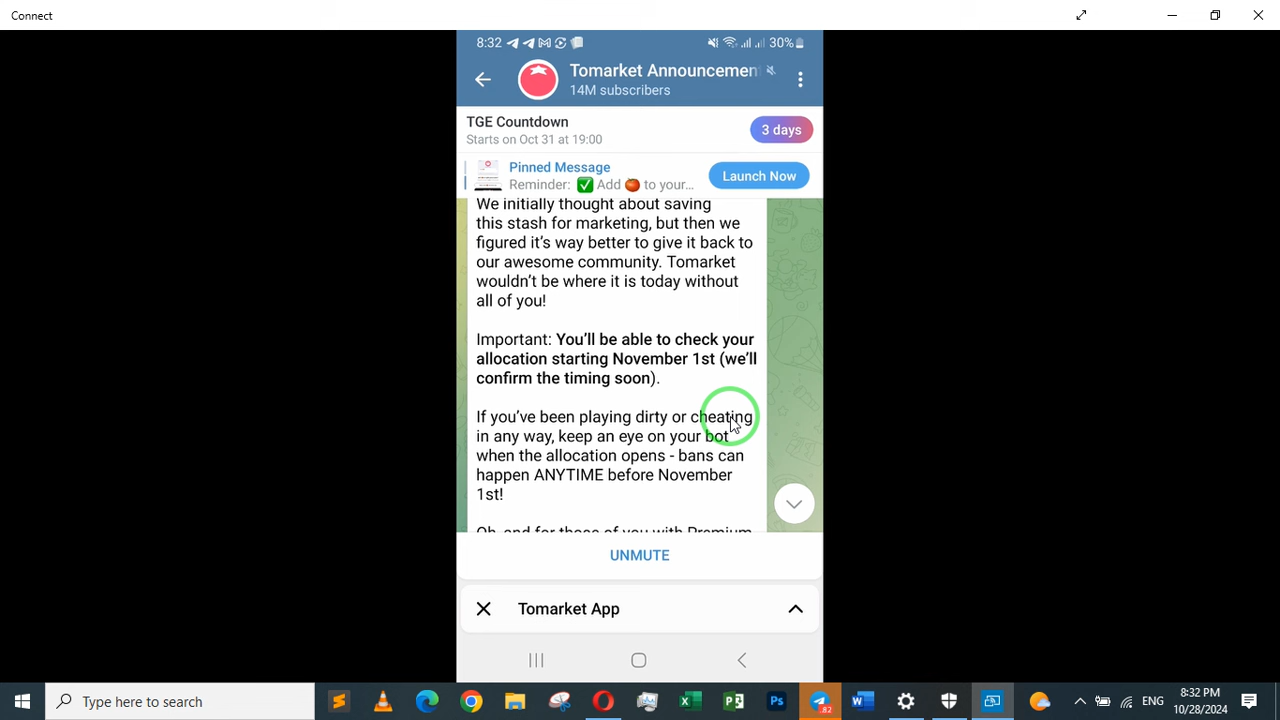 Connect
8:32
30%
Tomarket Announcemen
14M subscribers
TGE Countdown
Starts on Oct 31 at 19:00
3 days
Pinned Message
Reminder: ✅ Add 🍅 to your...
Launch Now
We initially thought about saving
this stash for marketing, but then we
figured it’s way better to give it back to
our awesome community. Tomarket
wouldn’t be where it is today without
all of you!
Important: You’ll be able to check your
allocation starting November 1st (we’ll
confirm the timing soon).
If you’ve been playing dirty or cheating
in any way, keep an eye on your bot
when the allocation opens - bans can
happen ANYTIME before November
1st!
Oh, and for those of you with Premium
UNMUTE
Tomarket App
Type here to search
82
ENG
8:32 PM
10/28/2024